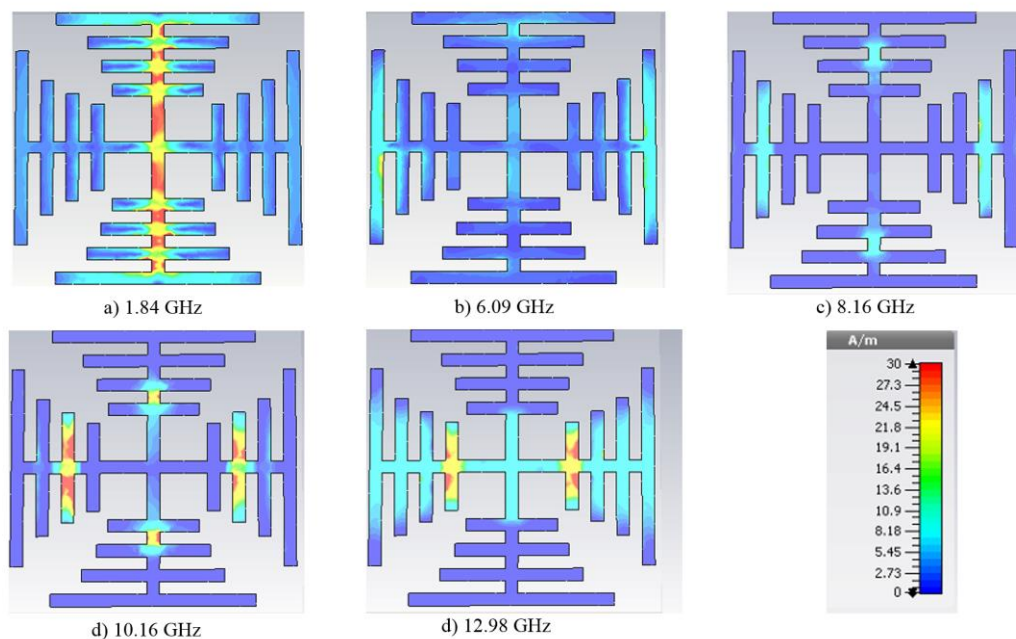 a) 1.84 GHz
b) 6.09 GHz
c) 8.16 GHz
d) 10.16 GHz
d) 12.98 GHz
A/m
30
27.3
24.5
21.8
19.1
16.4
13.6
10.9
8.18
5.45
2.73
0